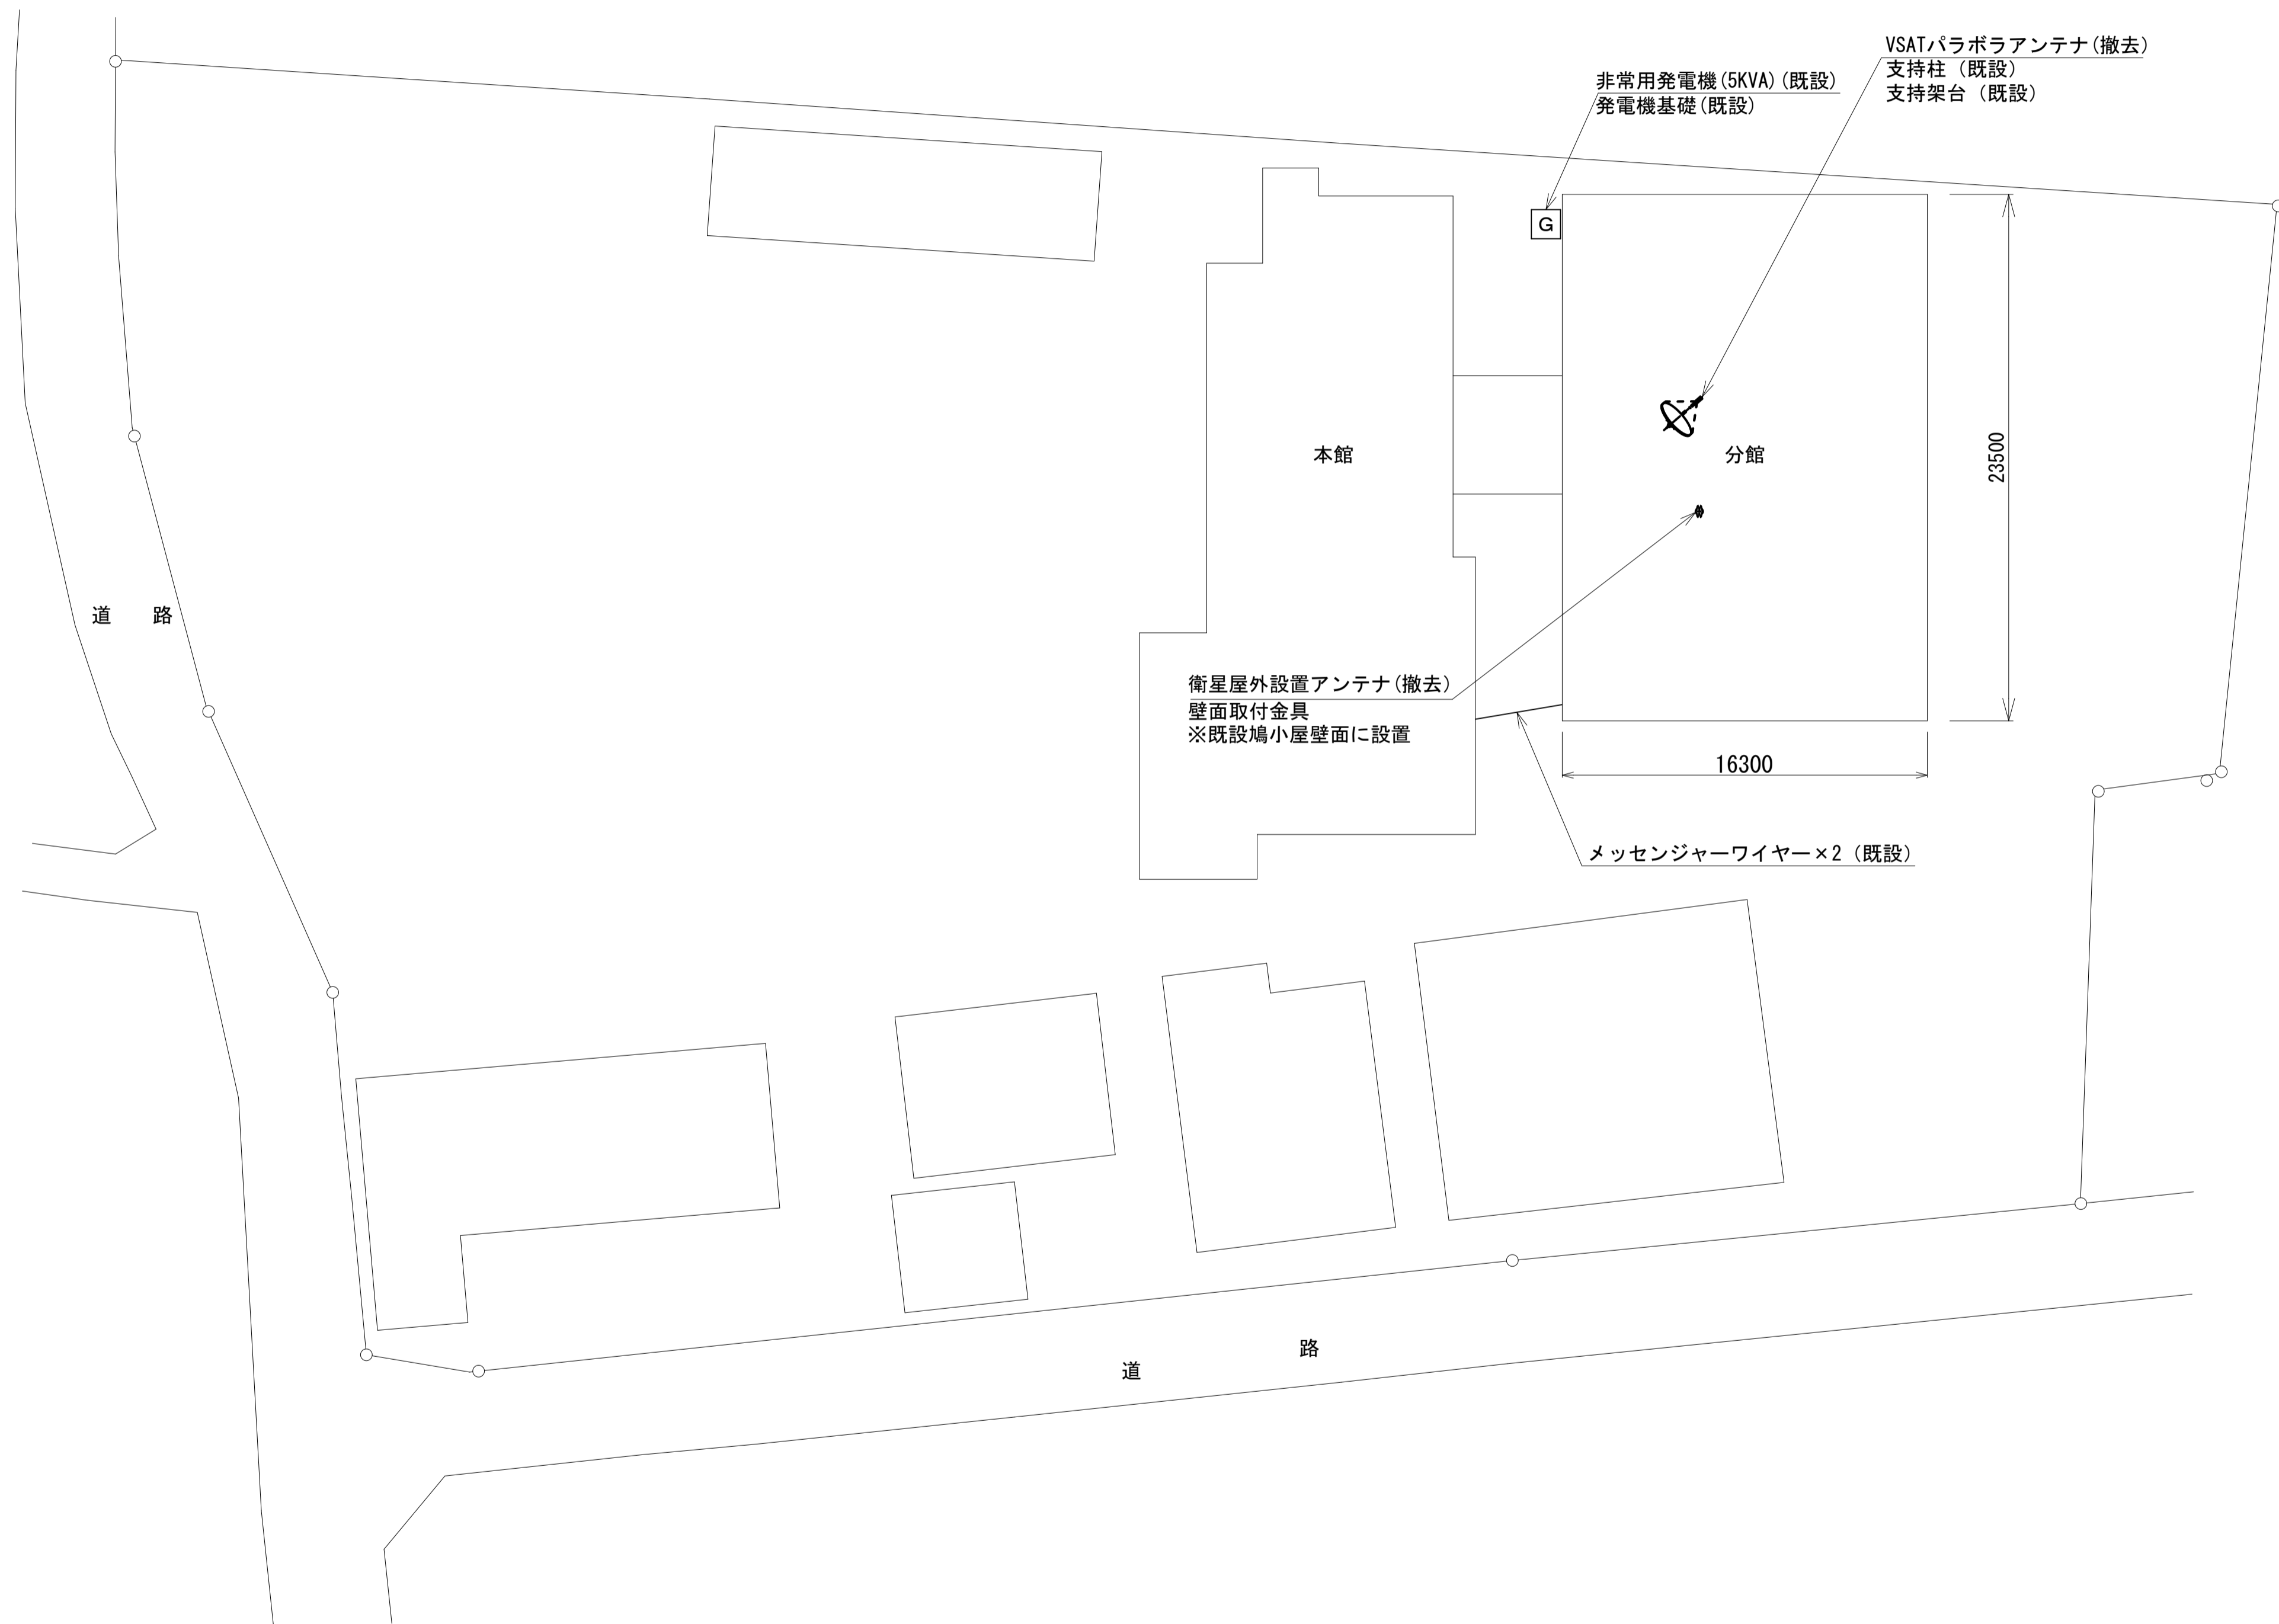 VSATパラボラアンテナ(撤去)
支持柱（既設）
支持架台（既設）
非常用発電機(5KVA)(既設)
発電機基礎(既設)
G
本館
分館
23500
道　路
衛星屋外設置アンテナ(撤去)
壁面取付金具
※既設鳩小屋壁面に設置
16300
メッセンジャーワイヤー×2（既設）
道　路